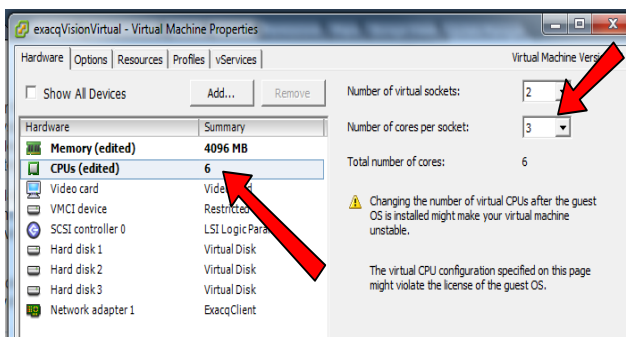 exacqVisionVirtual - Virtual Machine Properties
Hardware Options Resources Profiles vServices
Virtual Machine
Show All Devices
Add...
Remove
Hardware
Summary
Memory (edited)
4096 MB
CPUs (edited)
6
Video card
VMCI device
Restricted
SCSI controller 0
LSI Logic
Hard disk 1
Virtual Disk
Hard disk 2
Virtual Disk
Hard disk 3
Virtual Disk
Network adapter 1
ExacqClient
Number of virtual sockets:
2
Number of cores per socket:
3
Total number of cores:
6
Changing the number of virtual CPUs after the guest
OS is installed might make your virtual machine
unstable.
The virtual CPU configuration specified on this page
might violate the license of the guest OS.